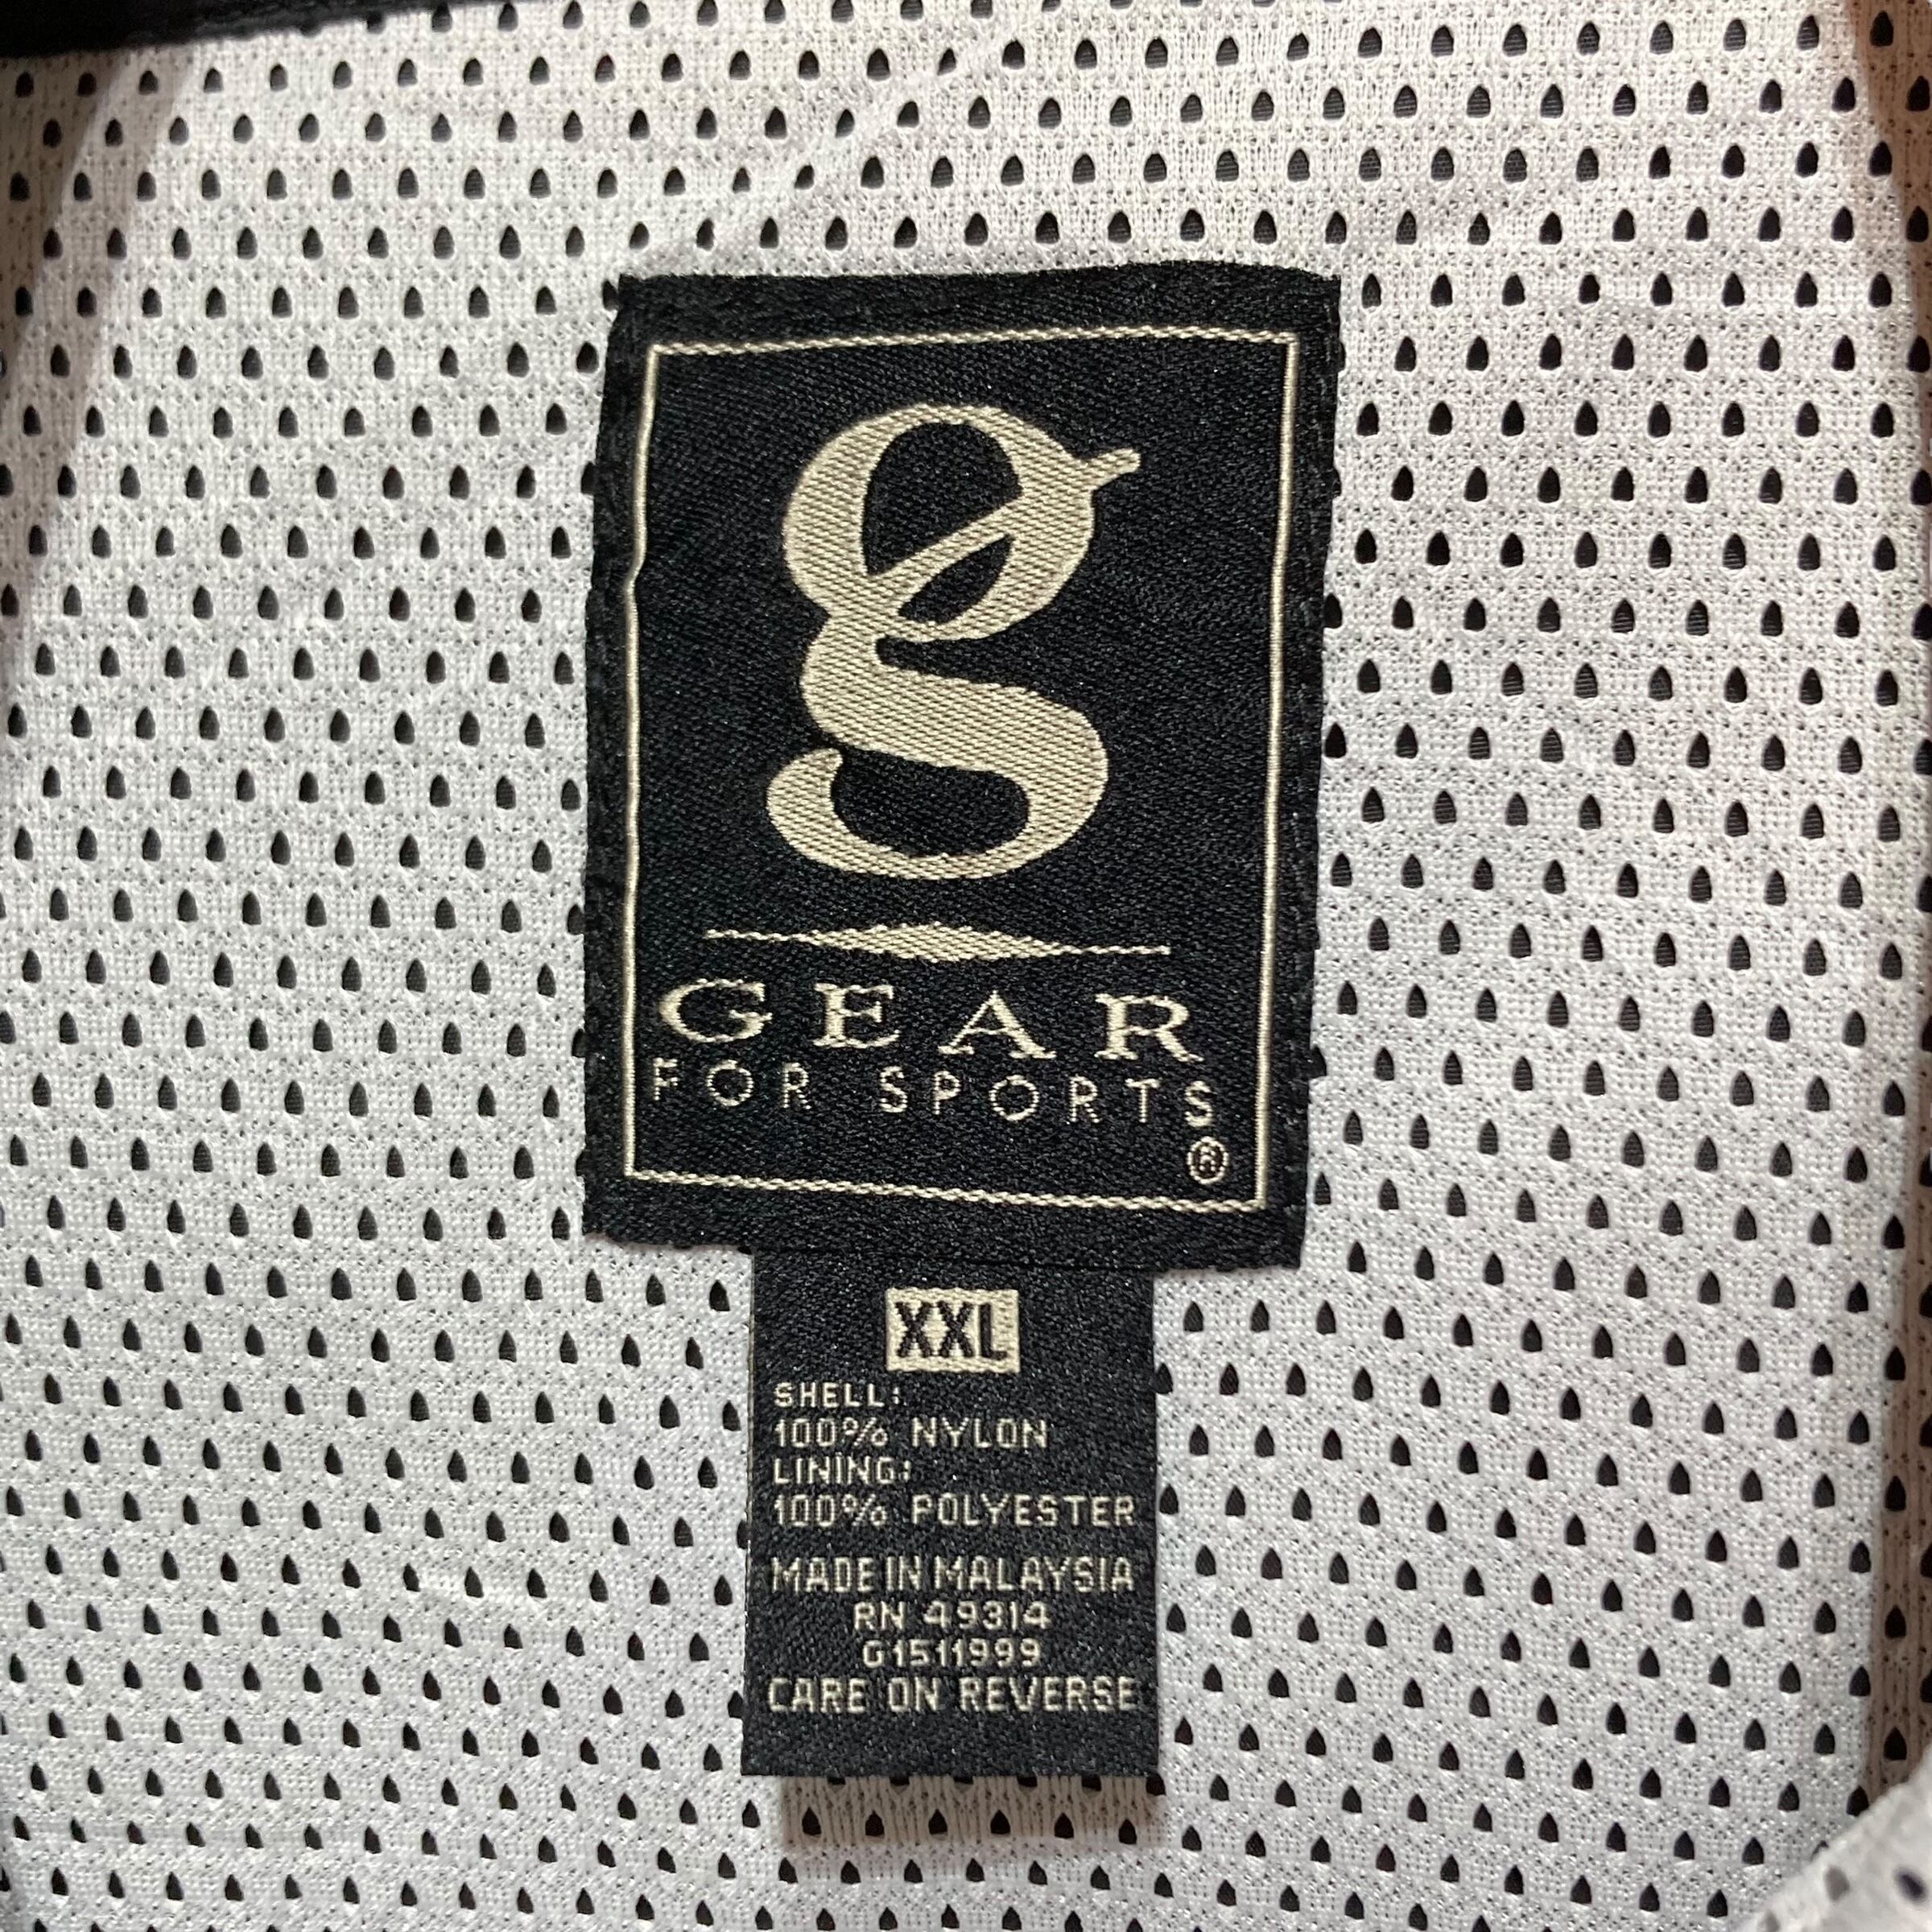 g
GEAR
FOR SPORTS
®
XXL
SHELL:
100% NYLON
LINING:
100% POLYESTER
MADE IN MALAYSIA
RN 49314
G1511999
CARE ON REVERSE